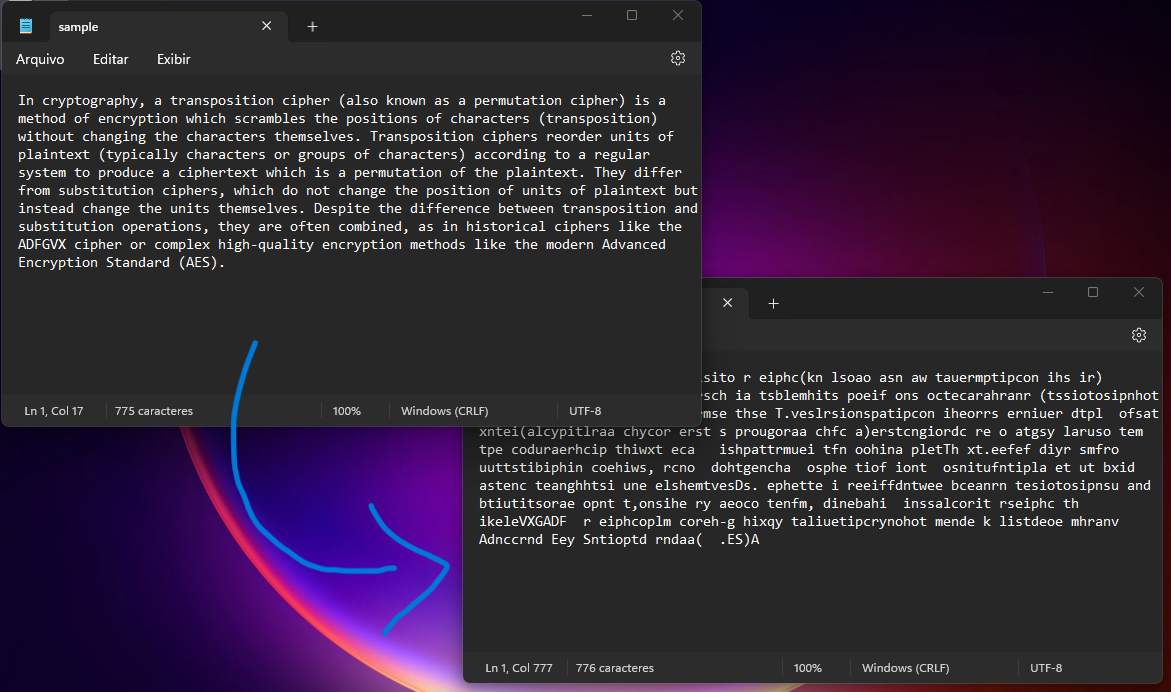 sample
Arquivo Editar Exibir
In cryptography, a transposition cipher (also known as a permutation cipher) is a
method of encryption which scrambles the positions of characters (transposition)
without changing the characters themselves. Transposition ciphers reorder units of
plaintext (typically characters or groups of characters) according to a regular
system to produce a ciphertext which is a permutation of the plaintext. They differ
from substitution ciphers, which do not change the position of units of plaintext but
instead change the units themselves. Despite the difference between transposition and
substitution operations, they are often combined, as in historical ciphers like the
ADFGVX cipher or complex high-quality encryption methods like the modern Advanced
Encryption Standard (AES).
Ln 1, Col 17 775 caracteres 100% Windows (CRLF) UTF-8
sito r eiphc(kn lsoao asn aw tauermptipcon ihs ir)
sch ia tsblemhits poeif ons octecarahranr (tssiotosipnhot
mse thse T.veslrsionspatipcon iheorrs erniuer dtpl  ofsat
xntei(alcypitlraa chycor erst s prougoraa chfc a)erstcngiordc re o atgsy laruso tem
tpe coduraerhcip thiwxt eca   ishpattrmuei tfn oohina pletTh xt.eefef diyr smfro
uuttstibiphin coehiws, rcno  dohtgencha  osphe tiof iont  osnitufntipla et ut bxid
astenc teanghhtsi une elshemtvesDs. ephette i reeiffdntwee bceanrn tesiotosipnsu and
btiutitsorae opnt t,onsihe ry aeoco tenfm, dinebahi  inssalcorit rseiphc th
ikeleVXGADF  r eiphcoplm coreh-g hixqy taliuetipcrynohot mende k listdeoe mhranv
Adnccrnd Eey Sntioptd rndaa(  .ES)A
Ln 1, Col 777 776 caracteres 100% Windows (CRLF) UTF-8